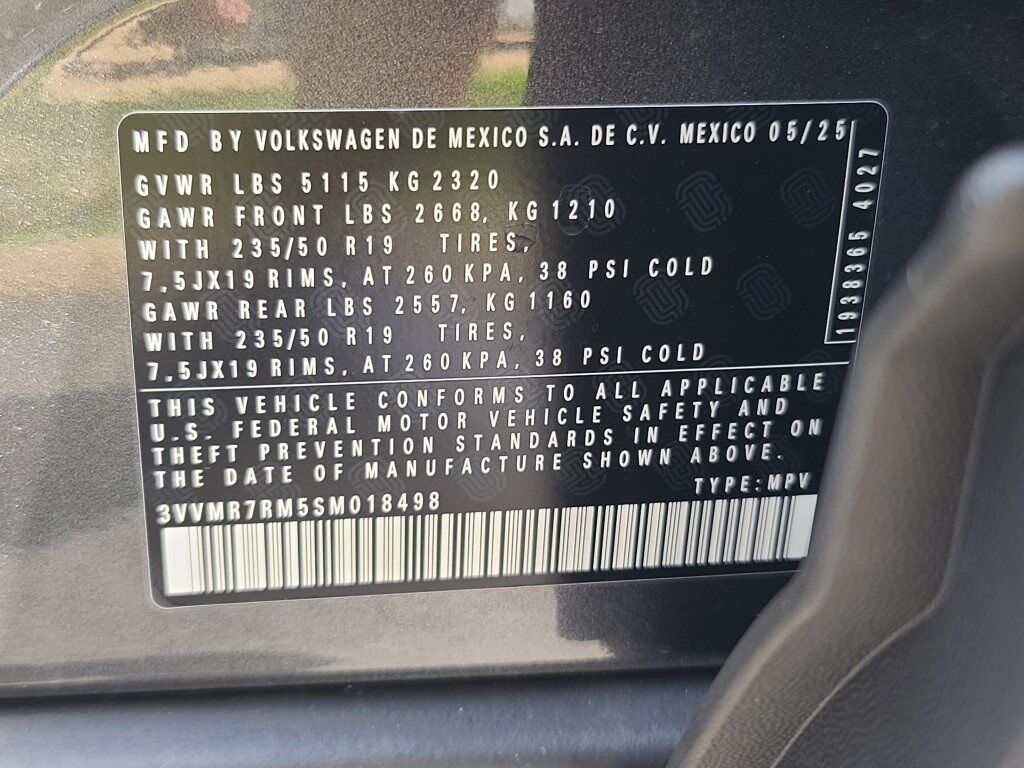 MFD BY VOLKSWAGEN DE MEXICO S.A. DE C.V. MEXICO 05/25
GVWR LBS 5115 KG 2320
GAWR FRONT LBS 2668, KG 1210
WITH 235/50 R19 TIRES,
7,5JX19 RIMS, AT 260 KPA, 38 PSI COLD
GAWR REAR LBS 2557, KG 1160
WITH 235/50 R19 TIRES,
7,5JX19 RIMS, AT 260 KPA, 38 PSI COLD
1938365 4027
THIS VEHICLE CONFORMS TO ALL APPLICABLE
U.S. FEDERAL MOTOR VEHICLE SAFETY AND
THEFT PREVENTION STANDARDS IN EFFECT ON
THE DATE OF MANUFACTURE SHOWN ABOVE.
TYPE:MPV
3VVMR7RM5SM018498